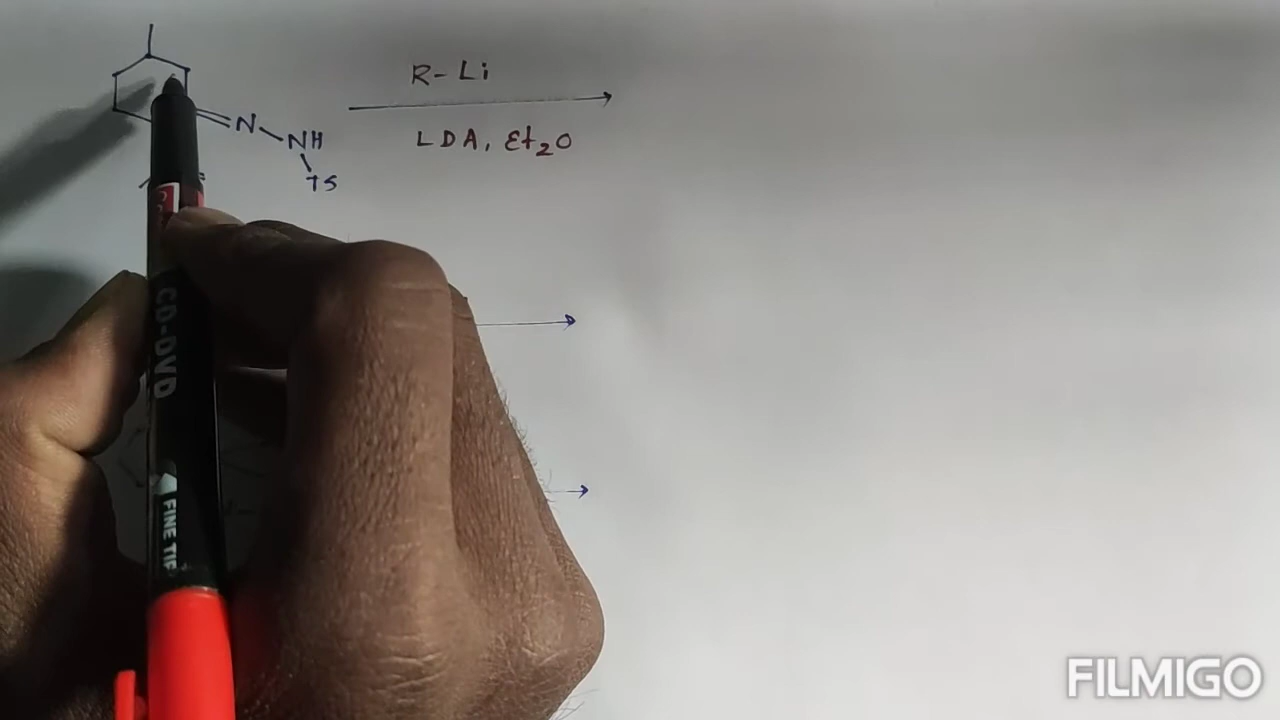 R-Li
N
NH
LDA, Et2O
TS
CD-DVD
FINE TIP
FILMIGO